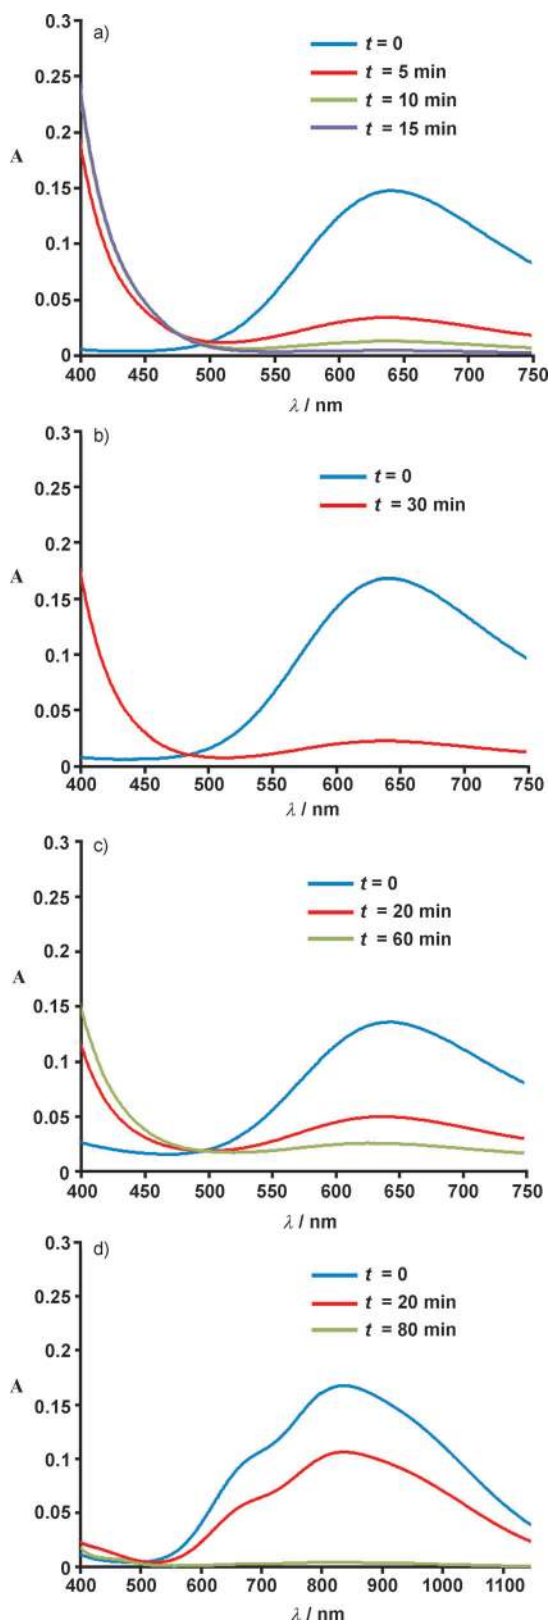 a)
0.3
0.25
0.2
A
0.15
0.1
0.05
0
t = 0
t = 5 min
t = 10 min
t = 15 min
400 450 500 550 600 650 700 750
λ / nm
b)
0.3
0.25
0.2
A
0.15
0.1
0.05
0
t = 0
t = 30 min
400 450 500 550 600 650 700 750
λ / nm
c)
0.3
0.25
0.2
A
0.15
0.1
0.05
0
t = 0
t = 20 min
t = 60 min
400 450 500 550 600 650 700 750
λ / nm
d)
0.3
0.25
0.2
A
0.15
0.1
0.05
0
t = 0
t = 20 min
t = 80 min
400 500 600 700 800 900 1000 1100
λ / nm